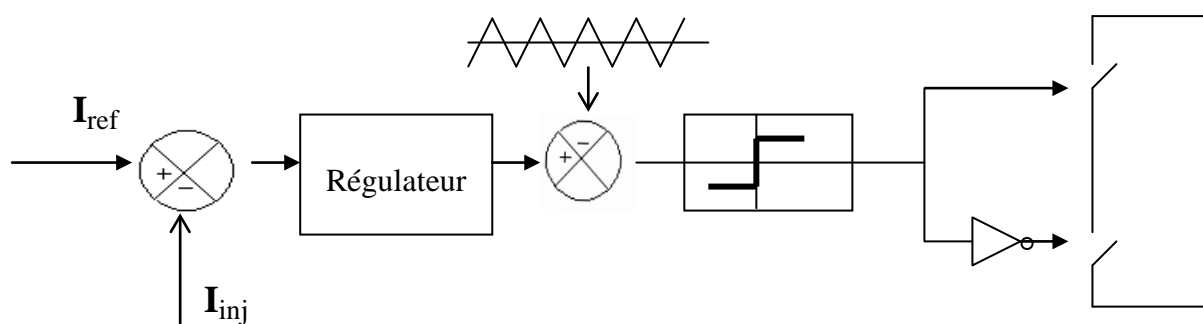 Iref
+
−
Iinj
Régulateur
+
−